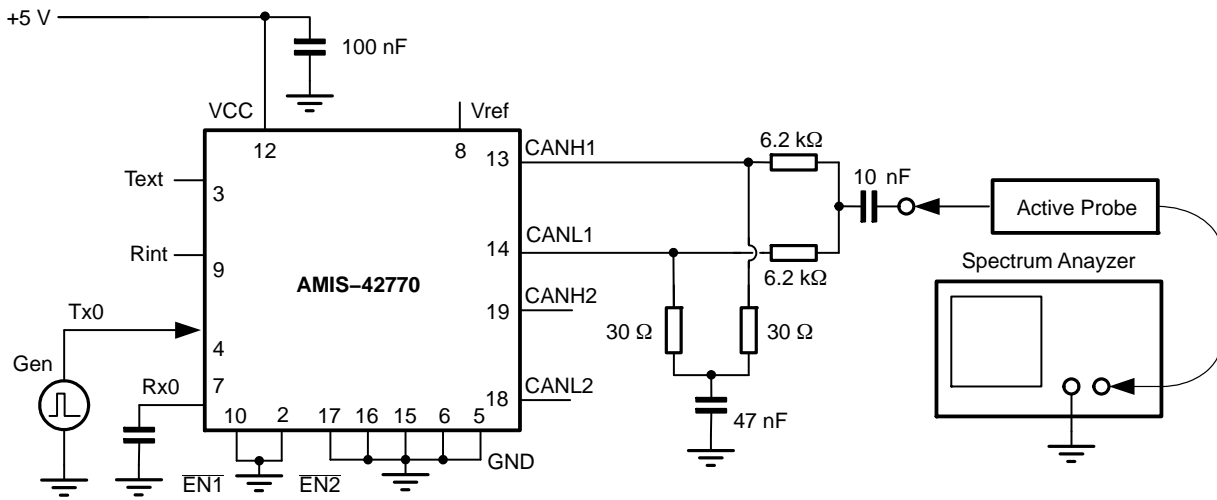 +5 V
100 nF
VCC
Vref
12
8
13
CANH1
6.2 kΩ
10 nF
Text
3
Active Probe
14
CANL1
6.2 kΩ
Rint
9
AMIS–42770
Spectrum Anayzer
Tx0
4
19
CANH2
30 Ω
30 Ω
Gen
Rx0
7
18
CANL2
47 nF
10
2
17
16
15
6
5
EN1
EN2
GND